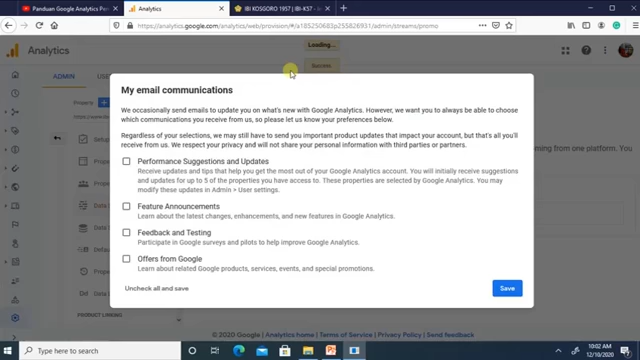 Panduan Google Analytics Pem
Analytics
IBI KOSGORO 1957 | IBI-K57 -
https://analytics.google.com/analytics/web/provision/#/a185250375p256826931/admin/streams/promo
Loading...
Success
Analytics
ADMIN
USER
Property
My email communications
We occasionally send emails to update you on what's new with Google Analytics. However, we want you to always be able to choose
which communications you receive from us, so please let us know your preferences below.
Regardless of your selections, we may still have to send you important product updates that impact your account, but that's all you'll
receive from us. We respect your privacy and will not share your personal information with third parties or partners.
Performance Suggestions and Updates
Receive updates and tips that help you get the most out of your Google Analytics account. You will initially receive suggestions
and updates for up to 5 of the properties you have access to. These properties are selected by Google Analytics. You may
modify these updates in Admin > User settings.
Feature Announcements
Learn about the latest changes, enhancements, and new features in Google Analytics.
Feedback and Testing
Participate in Google surveys and pilots to help improve Google Analytics.
Offers from Google
Learn about related Google products, services, events, and special promotions.
Uncheck all and save
Save
from one platform. You
PRODUCT LINKING
© 2020 Google | Analytics home | Terms of Service | Privacy Policy | Send feedback
Type here to search
10:02 AM
12/10/2020